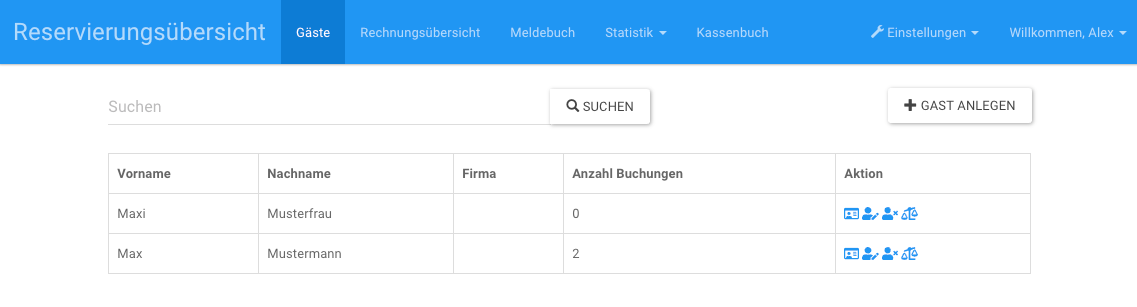 Reservierungsübersicht Gäste Rechnungsübersicht Meldebuch Statistik Kassenbuch Einstellungen Willkommen, Alex
Suchen SUCHEN GAST ANLEGEN
Vorname Nachname Firma Anzahl Buchungen Aktion
Maxi Musterfrau 0
Max Mustermann 2